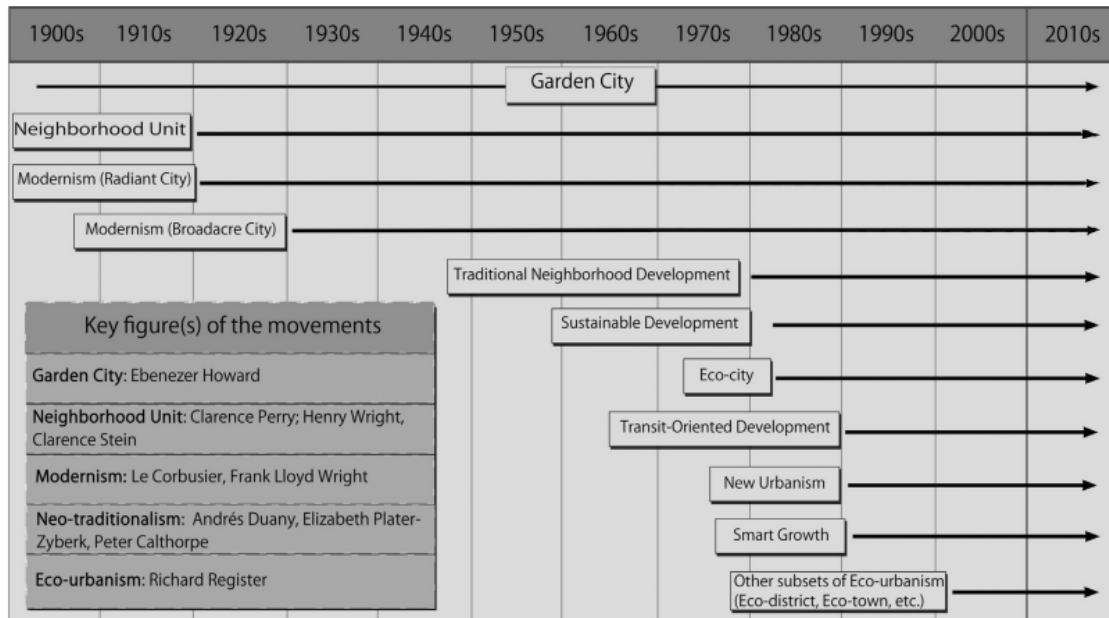 1900s 1910s 1920s 1930s 1940s 1950s 1960s 1970s 1980s 1990s 2000s 2010s
Garden City
Neighborhood Unit
Modernism (Radiant City)
Modernism (Broadacre City)
Traditional Neighborhood Development
Sustainable Development
Eco-city
Transit-Oriented Development
New Urbanism
Smart Growth
Other subsets of Eco-urbanism
(Eco-district, Eco-town, etc.)
Key figure(s) of the movements
Garden City: Ebenezer Howard
Neighborhood Unit: Clarence Perry; Henry Wright,
Clarence Stein
Modernism: Le Corbusier, Frank Lloyd Wright
Neo-traditionalism: Andrés Duany, Elizabeth Plater-
Zyberk, Peter Calthorpe
Eco-urbanism: Richard Register